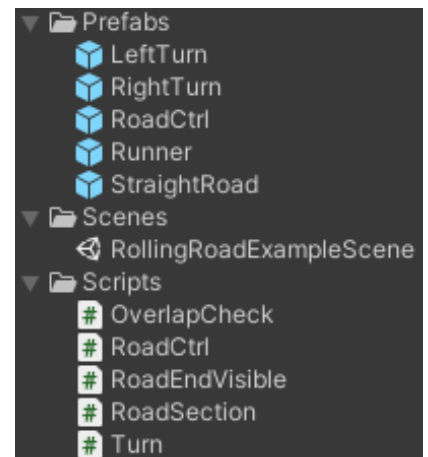 Prefabs
LeftTurn
RightTurn
RoadCtrl
Runner
StraightRoad
Scenes
RollingRoadExampleScene
Scripts
# OverlapCheck
# RoadCtrl
# RoadEndVisible
# RoadSection
# Turn